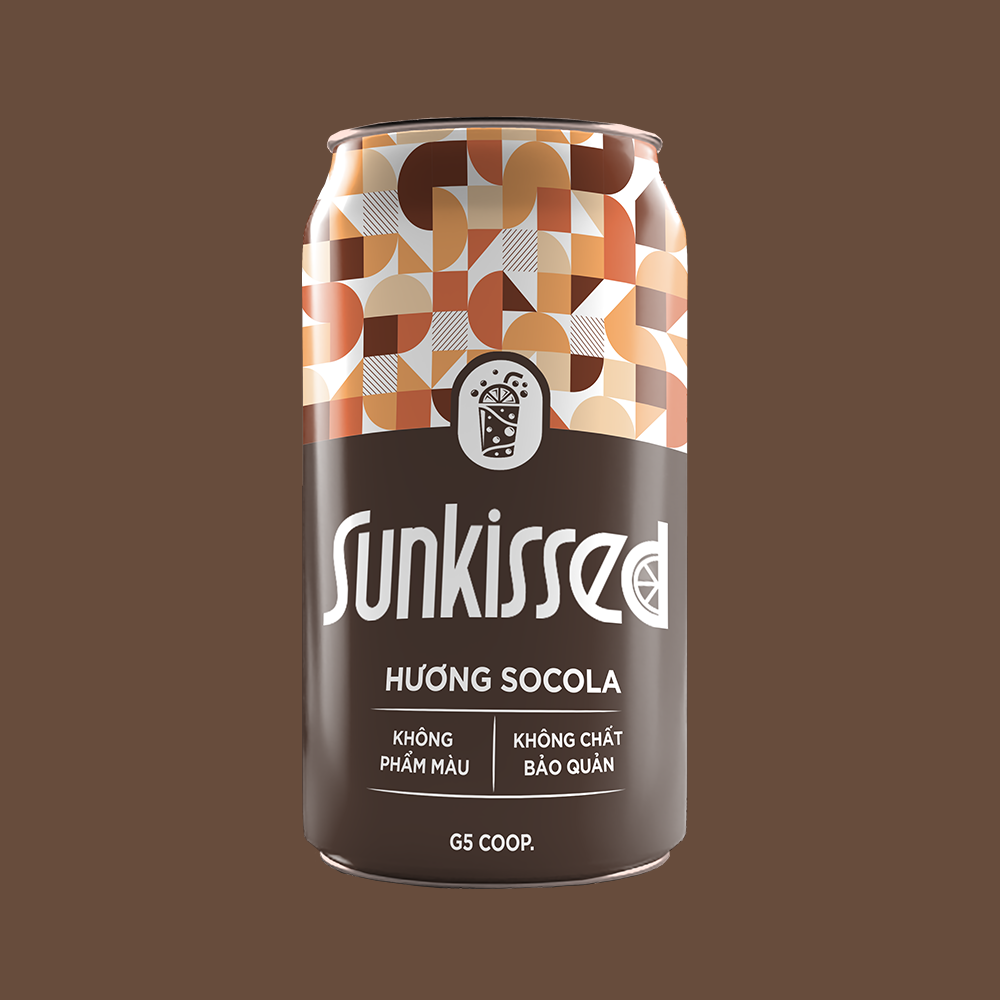 Sunkissed
HƯƠNG SOCOLA
KHÔNG
PHẨM MÀU
KHÔNG CHẤT
BẢO QUẢN
G5 COOP.